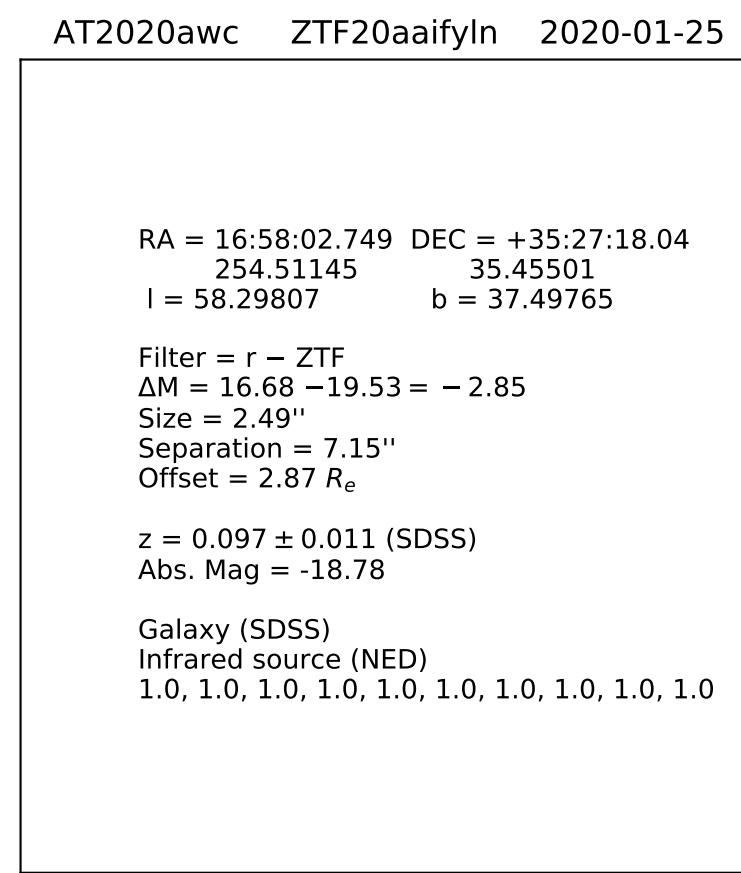 AT2020awc ZTF20aaifyln 2020-01-25
RA = 16:58:02.749 DEC = +35:27:18.04
254.51145 35.45501
l = 58.29807 b = 37.49765
Filter = r − ZTF
ΔM = 16.68 −19.53 = − 2.85
Size = 2.49''
Separation = 7.15''
Offset = 2.87 Re
z = 0.097 ± 0.011 (SDSS)
Abs. Mag = -18.78
Galaxy (SDSS)
Infrared source (NED)
1.0, 1.0, 1.0, 1.0, 1.0, 1.0, 1.0, 1.0, 1.0, 1.0